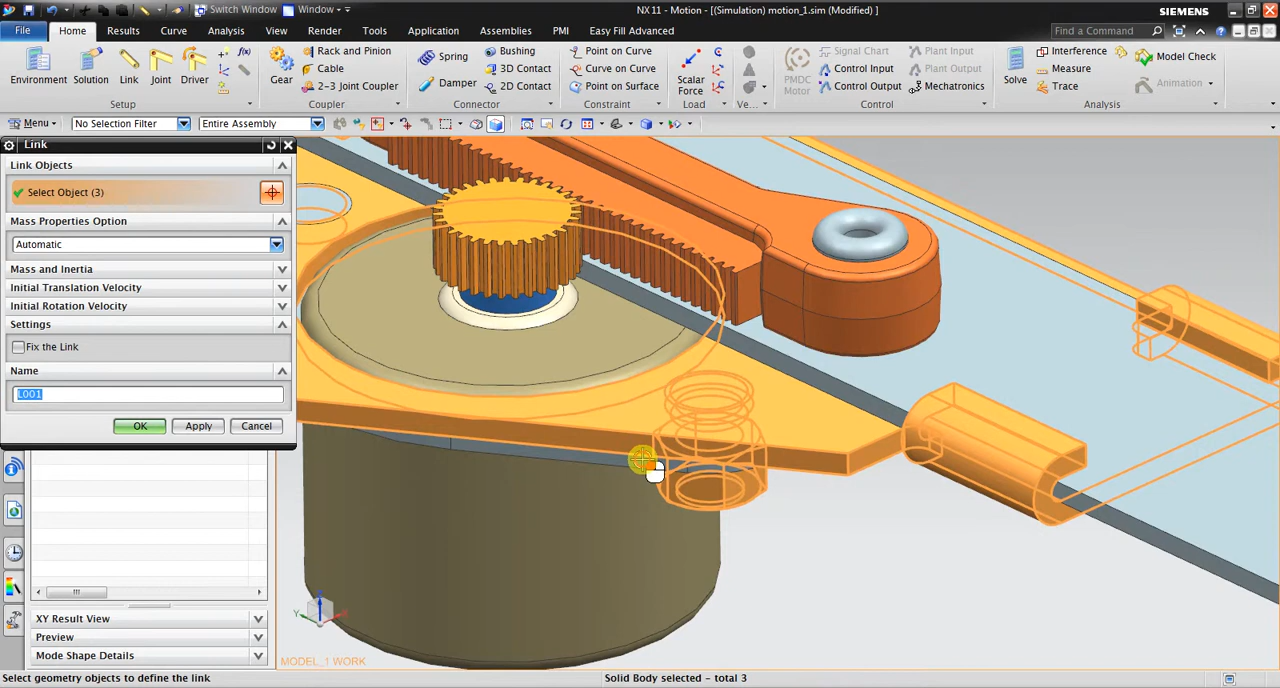 Switch Window Window
NX 11 - Motion - [(Simulation) motion_1.sim (Modified) ]
SIEMENS
File Home Results Curve Analysis View Render Tools Application Assemblies PMI Easy Fill Advanced
Find a Command
Environment Solution Link Joint Driver
Setup
f(x)
Gear
Rack and Pinion
Cable
2-3 Joint Coupler
Coupler
Spring
Damper
Bushing
3D Contact
2D Contact
Connector
Point on Curve
Curve on Curve
Point on Surface
Constraint
Scalar Force
Load
Ve...
PMDC Motor
Signal Chart
Control Input
Control Output
Plant Input
Plant Output
Mechatronics
Control
Solve
Interference
Measure
Trace
Model Check
Animation
Analysis
Menu No Selection Filter Entire Assembly
Link
Link Objects
Select Object (3)
Mass Properties Option
Automatic
Mass and Inertia
Initial Translation Velocity
Initial Rotation Velocity
Settings
Fix the Link
Name
L001
OK Apply Cancel
XY Result View
Preview
Mode Shape Details
Y
X
MODEL_1 WORK
Select geometry objects to define the link
Solid Body selected - total 3